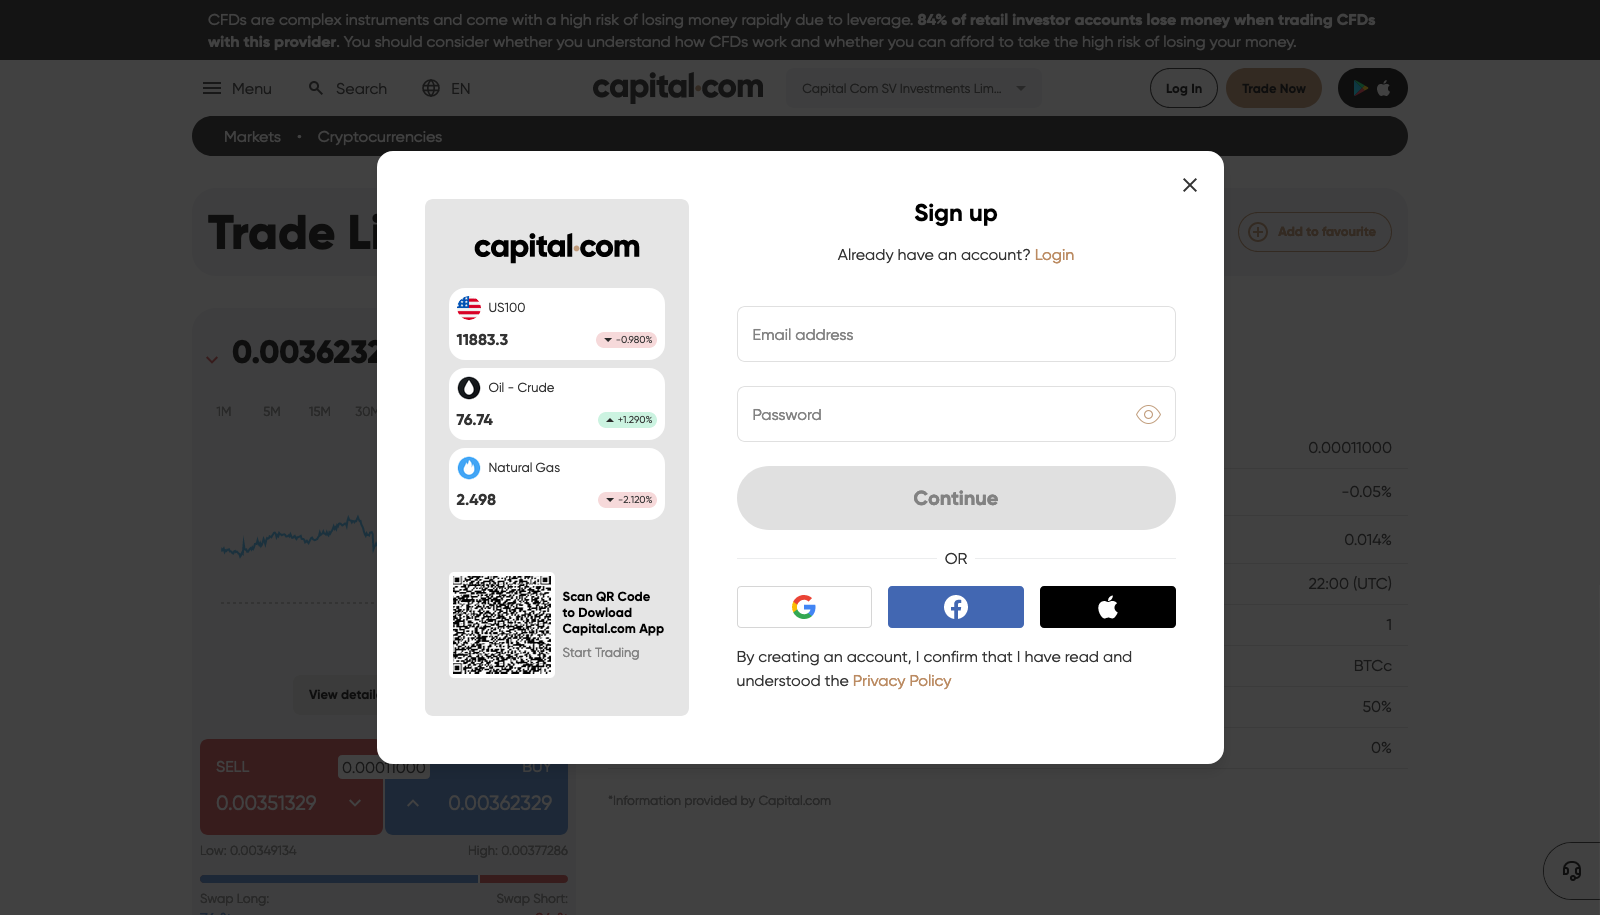 CFDs are complex instruments and come with a high risk of losing money rapidly due to leverage. 84% of retail investor accounts lose money when trading CFDs
with this provider. You should consider whether you understand how CFDs work and whether you can afford to take the high risk of losing your money.
Menu
Search
EN
capital.com
Capital Com SV Investments Lim...
Log In
Trade Now
Markets • Cryptocurrencies
Trade Li
Add to favourite
0.0036232
1M 5M 15M 30M
View details
SELL
0.00011000
BUY
0.00351329
0.00362329
Low: 0.00349134
High: 0.00377286
Swap Long:
Swap Short:
0.00011000
-0.05%
0.014%
22:00 (UTC)
1
BTCc
50%
0%
*Information provided by Capital.com
capital.com
US100
11883.3
-0.980%
Oil - Crude
76.74
+1.290%
Natural Gas
2.498
-2.120%
Scan QR Code
to Dowload
Capital.com App
Start Trading
Sign up
Already have an account? Login
Email address
Password
Continue
OR
By creating an account, I confirm that I have read and
understood the Privacy Policy